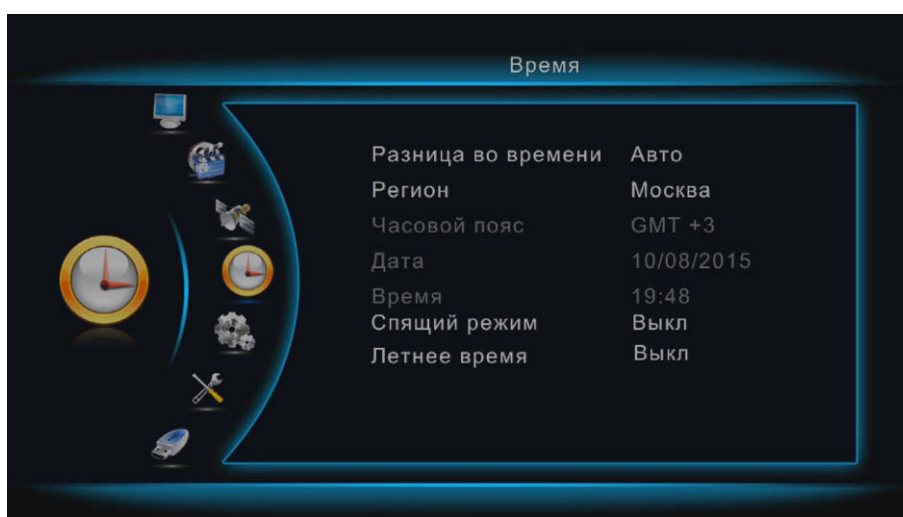 Время
Разница во времени Авто
Регион Москва
Часовой пояс GMT +3
Дата 10/08/2015
Время 19:48
Спящий режим Выкл
Летнее время Выкл